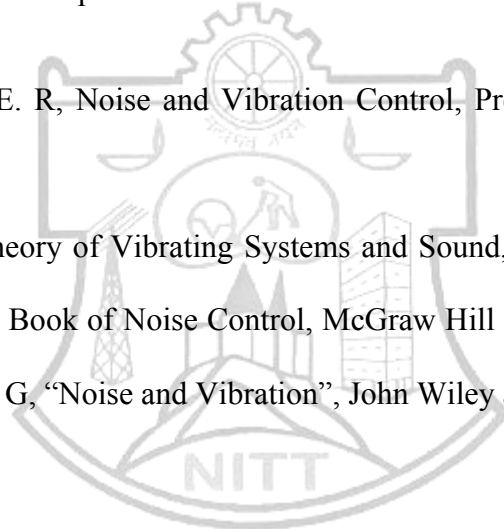 E. R, Noise and Vibration Control, Pr
heory of Vibrating Systems and Sound,
Book of Noise Control, McGraw Hill
G, “Noise and Vibration”, John Wiley
NITT